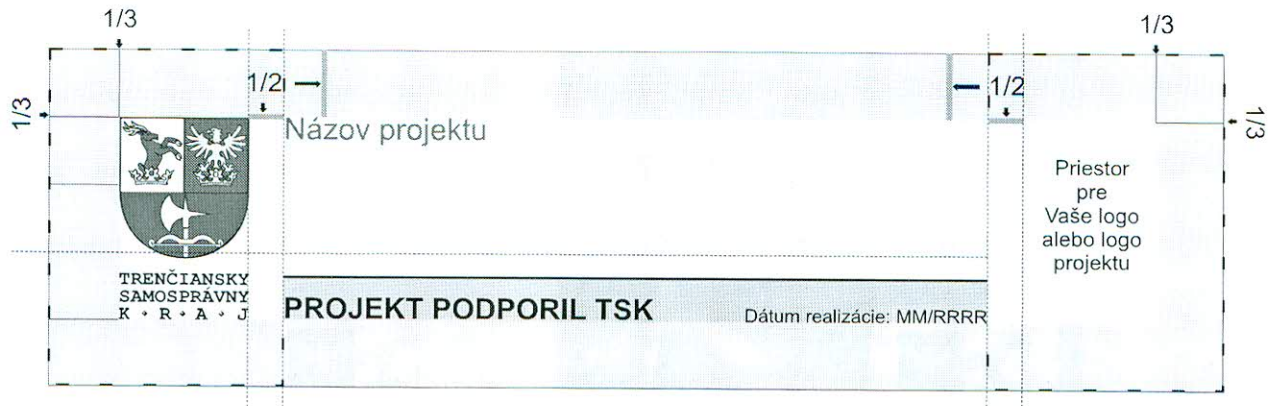 1/3
1/3
1/2
1/2
1/3
1/3
Názov projektu
TRENČIANSKY
SAMOSPRÁVNY
K · R · A · J
PROJEKT PODPORIL TSK
Dátum realizácie: MM/RRRR
Priestor
pre
Vaše logo
alebo logo
projektu